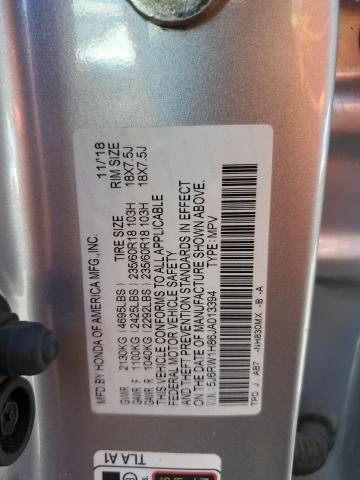 MFD BY HONDA OF AMERICA MFG.,INC. 11/'18
TIRE SIZE RIM SIZE
GVWR 2130KG (4695LBS)
GAWR F 1100KG (2425LBS) 235/60R18 103H 18X7.5J
GAWR R 1040KG (2292LBS) 235/60R18 103H 18X7.5J
THIS VEHICLE CONFORMS TO ALL APPLICABLE
FEDERAL MOTOR VEHICLE SAFETY
AND THEFT PREVENTION STANDARDS IN EFFECT
ON THE DATE OF MANUFACTURE SHOWN ABOVE.
V.I.N.: 5J6RW1H86JA013394 TYPE: MPV
TPG J AB7 -NH830MX -B -A
TLA A1